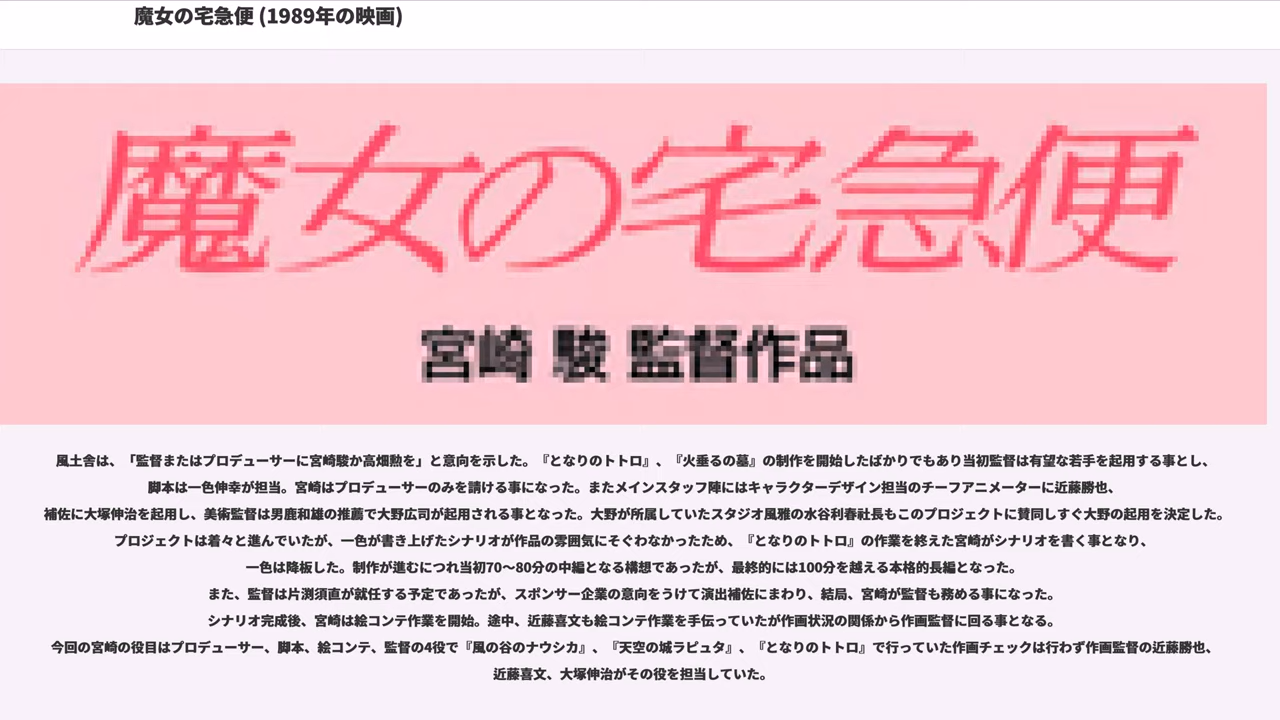 魔女の宅急便 (1989年の映画)
魔女の宅急便
宮崎 駿 監督作品
風土舎は、「監督またはプロデューサーに宮崎駿か高畑勲を」と意向を示した。『となりのトトロ』、『火垂るの墓』の制作を開始したばかりでもあり当初監督は有望な若手を起用する事とし、
脚本は一色伸幸が担当。宮崎はプロデューサーのみを請ける事になった。またメインスタッフ陣にはキャラクターデザイン担当のチーフアニメーターに近藤勝也、
補佐に大塚伸治を起用し、美術監督は男鹿和雄の推薦で大野広司が起用される事となった。大野が所属していたスタジオ風雅の水谷利春社長もこのプロジェクトに賛同しすぐ大野の起用を決定した。
プロジェクトは着々と進んでいたが、一色が書き上げたシナリオが作品の雰囲気にそぐわなかったため、『となりのトトロ』の作業を終えた宮崎がシナリオを書く事となり、
一色は降板した。制作が進むにつれ当初70〜80分の中編となる構想であったが、最終的には100分を越える本格的長編となった。
また、監督は片渕須直が就任する予定であったが、スポンサー企業の意向をうけて演出補佐にまわり、結局、宮崎が監督も務める事になった。
シナリオ完成後、宮崎は絵コンテ作業を開始。途中、近藤喜文も絵コンテ作業を手伝っていたが作画状況の関係から作画監督に回る事となる。
今回の宮崎の役目はプロデューサー、脚本、絵コンテ、監督の4役で『風の谷のナウシカ』、『天空の城ラピュタ』、『となりのトトロ』で行っていた作画チェックは行わず作画監督の近藤勝也、
近藤喜文、大塚伸治がその役を担当していた。